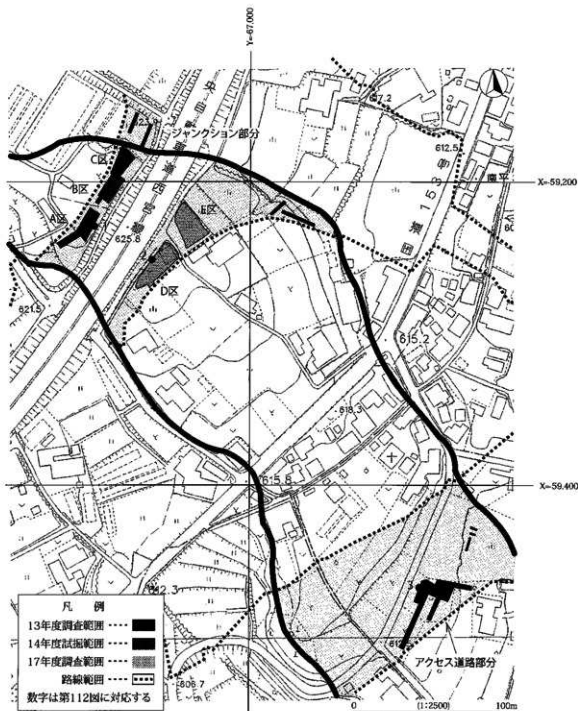 Y=-67.000
ジャンクション部分
C区
B区
A区
E区
D区
625.6
621.5
612.5
国道153号
南平
X=-59,200
615.2
618.3
615.8
X=-59.400
3
アクセス道路部分
606.7
凡 例
13年度調査範囲
14年度試掘範囲
17年度調査範囲
路線範囲
数字は第112図に対応する
0 (1:2500) 100m